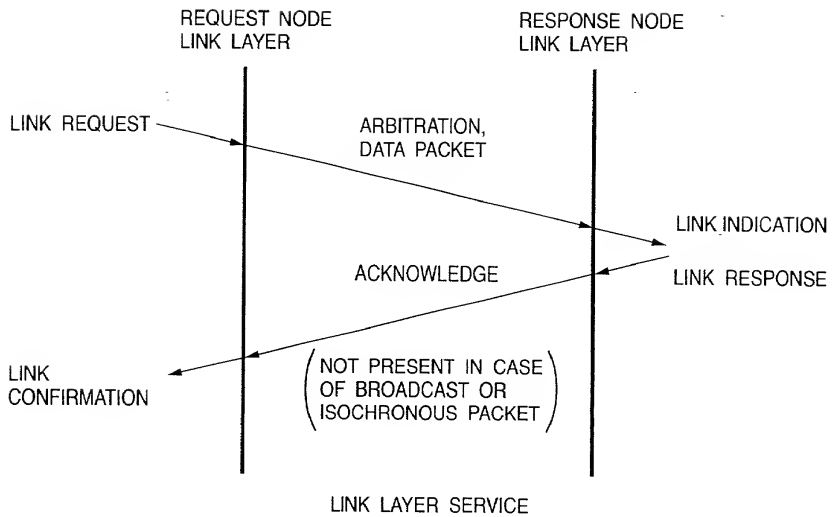 REQUEST NODE
LINK LAYER
RESPONSE NODE
LINK LAYER
LINK REQUEST
ARBITRATION,
DATA PACKET
LINK INDICATION
ACKNOWLEDGE
LINK RESPONSE
LINK
CONFIRMATION
(NOT PRESENT IN CASE
OF BROADCAST OR
ISOCHRONOUS PACKET)
LINK LAYER SERVICE